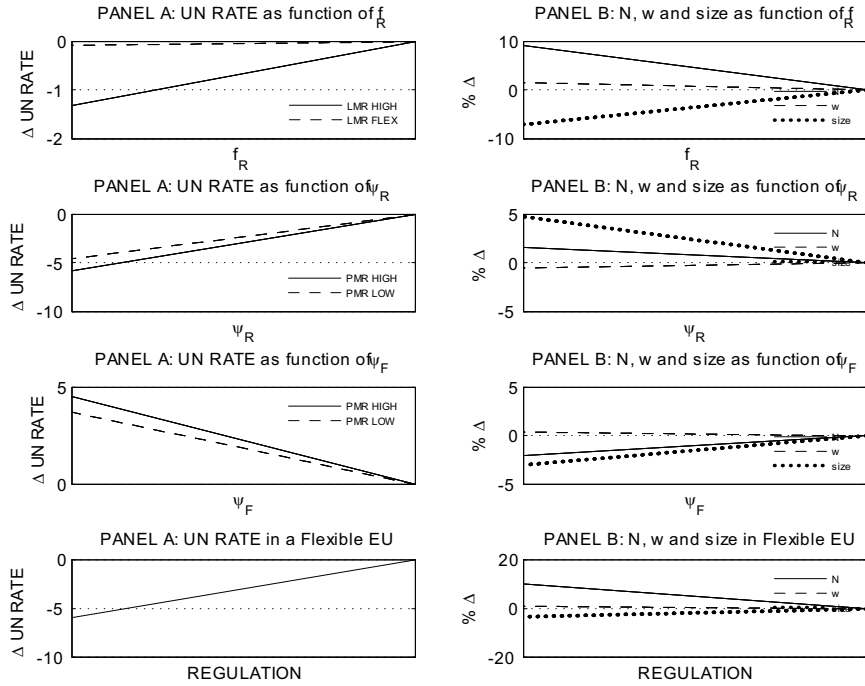 PANEL A: UN RATE as function of f_R
Δ UN RATE
0
-1
-2
LMR HIGH
LMR FLEX
f_R
PANEL B: N, w and size as function of f_R
% Δ
10
0
-10
w
size
f_R
PANEL A: UN RATE as function of ψ_R
Δ UN RATE
0
-5
-10
PMR HIGH
PMR LOW
ψ_R
PANEL B: N, w and size as function of ψ_R
% Δ
5
0
-5
N
w
size
ψ_R
PANEL A: UN RATE as function of ψ_F
Δ UN RATE
5
0
PMR HIGH
PMR LOW
ψ_F
PANEL B: N, w and size as function of ψ_F
% Δ
5
0
-5
w
size
ψ_F
PANEL A: UN RATE in a Flexible EU
Δ UN RATE
0
-5
-10
REGULATION
PANEL B: N, w and size in Flexible EU
% Δ
20
0
-20
N
w
REGULATION